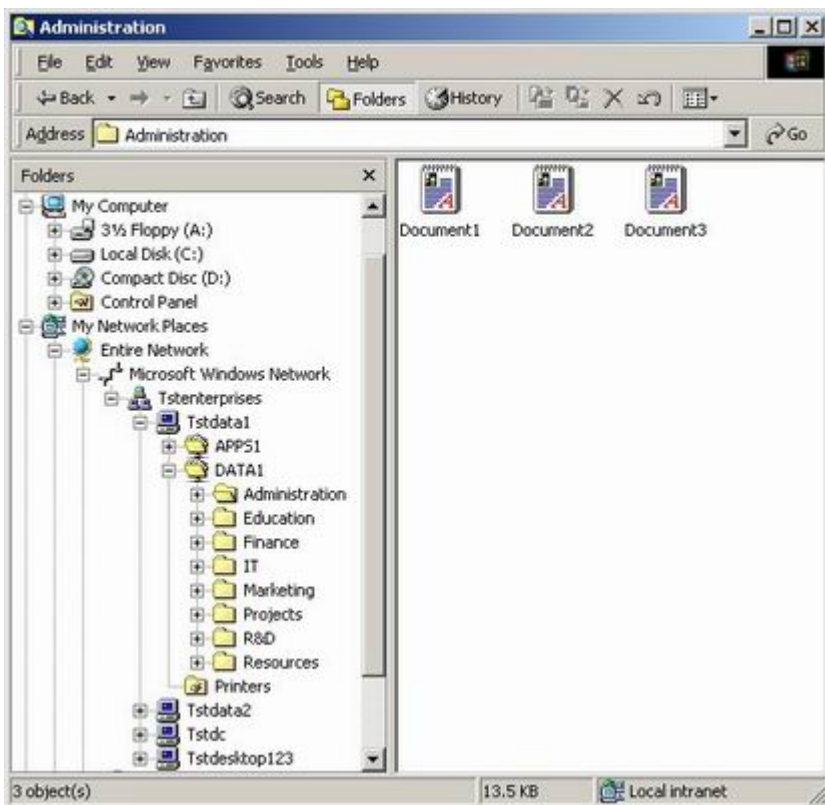 Administration
File Edit View Favorites Tools Help
Back Search Folders History
Address Administration Go
Folders
My Computer
3½ Floppy (A:)
Local Disk (C:)
Compact Disc (D:)
Control Panel
My Network Places
Entire Network
Microsoft Windows Network
Tstenterprises
Tstdata1
APPS1
DATA1
Administration
Education
Finance
IT
Marketing
Projects
R&D
Resources
Printers
Tstdata2
Tstdc
Tstdesktop123
Document1 Document2 Document3
3 object(s) 13.5 KB Local intranet